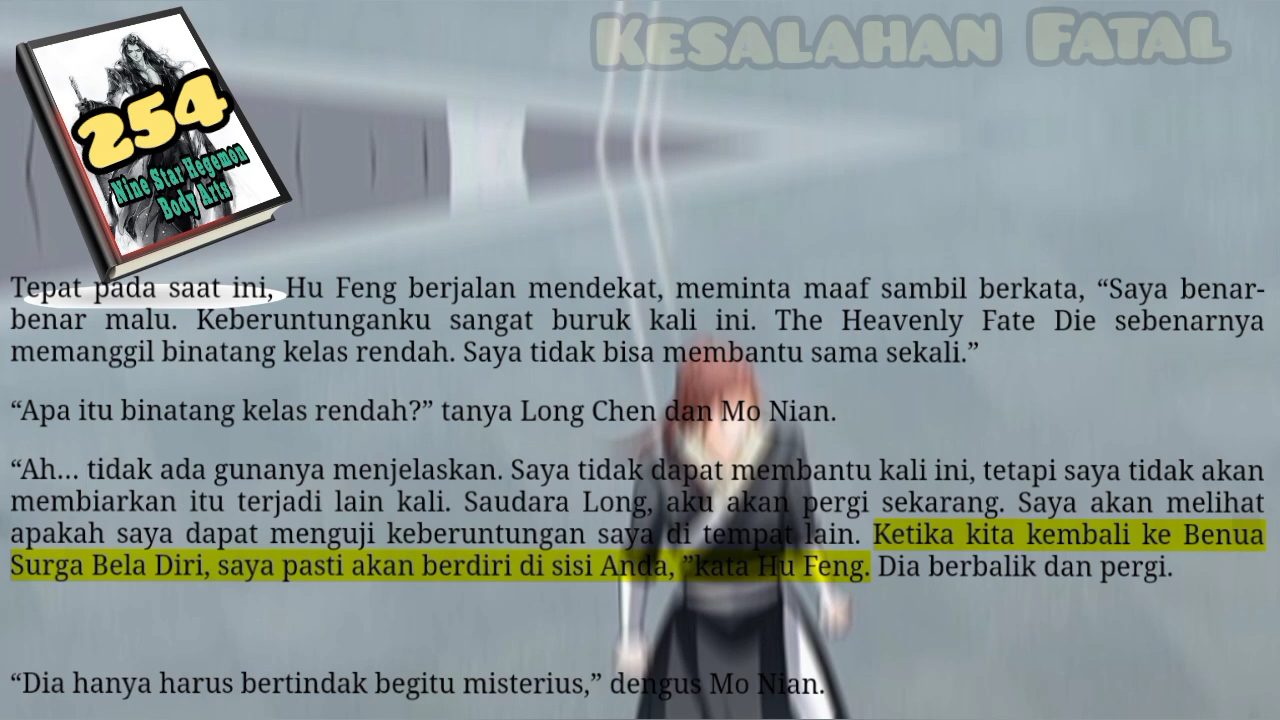 Kesalahan Fatal
254
Nine Star Hegemon
Body Arts
Tepat pada saat ini, Hu Feng berjalan mendekat, meminta maaf sambil berkata, “Saya benar-
benar malu. Keberuntunganku sangat buruk kali ini. The Heavenly Fate Die sebenarnya
memanggil binatang kelas rendah. Saya tidak bisa membantu sama sekali.”
“Apa itu binatang kelas rendah?” tanya Long Chen dan Mo Nian.
“Ah... tidak ada gunanya menjelaskan. Saya tidak dapat membantu kali ini, tetapi saya tidak akan
membiarkan itu terjadi lain kali. Saudara Long, aku akan pergi sekarang. Saya akan melihat
apakah saya dapat menguji keberuntungan saya di tempat lain. Ketika kita kembali ke Benua
Surga Bela Diri, saya pasti akan berdiri di sisi Anda, ”kata Hu Feng. Dia berbalik dan pergi.
“Dia hanya harus bertindak begitu misterius,” dengus Mo Nian.